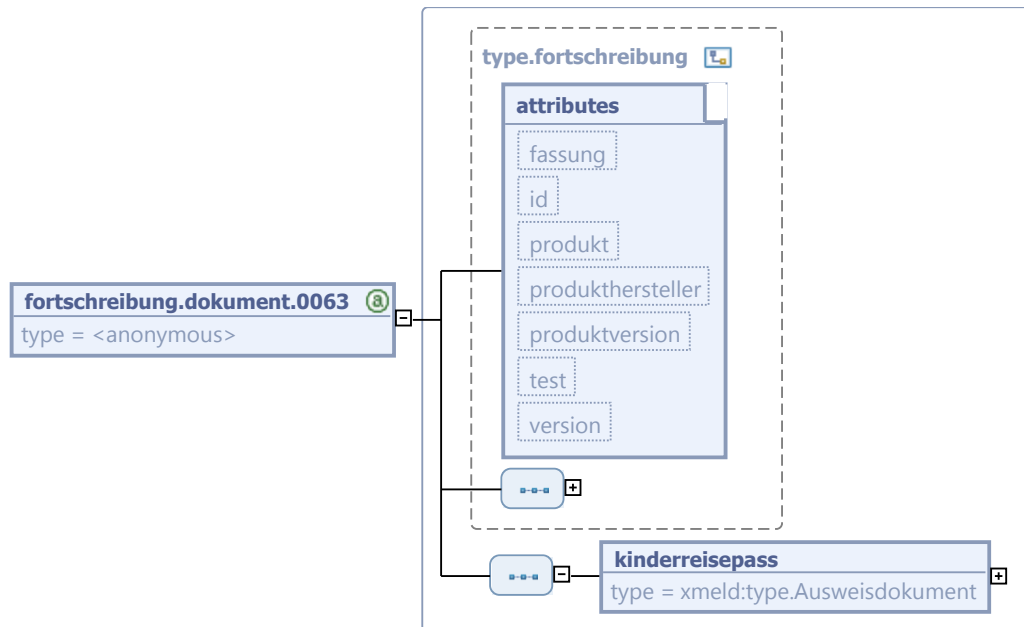 type.fortschreibung
attributes
fassung
id
produkt
produkthersteller
produktversion
test
version
fortschreibung.dokument.0063 a
type = <anonymous>
kinderreisepass
type = xmeld:type.Ausweisdokument